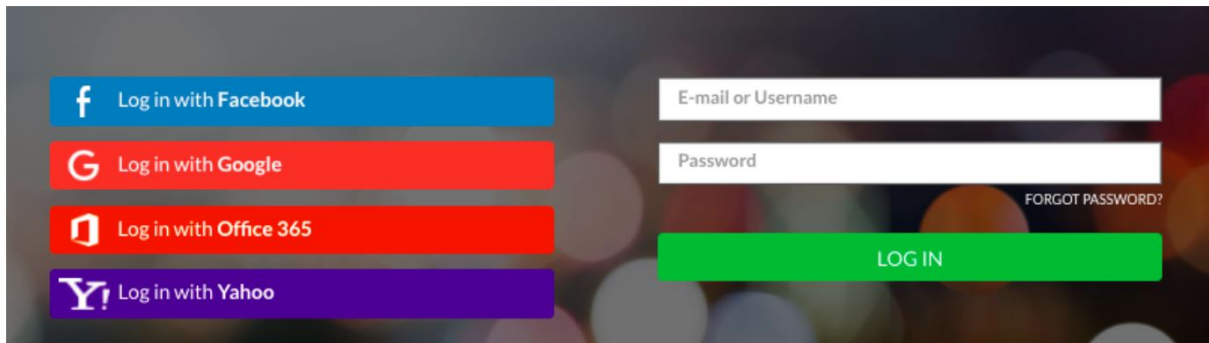 Log in with Facebook
Log in with Google
Log in with Office 365
Log in with Yahoo
E-mail or Username
Password
FORGOT PASSWORD?
LOG IN